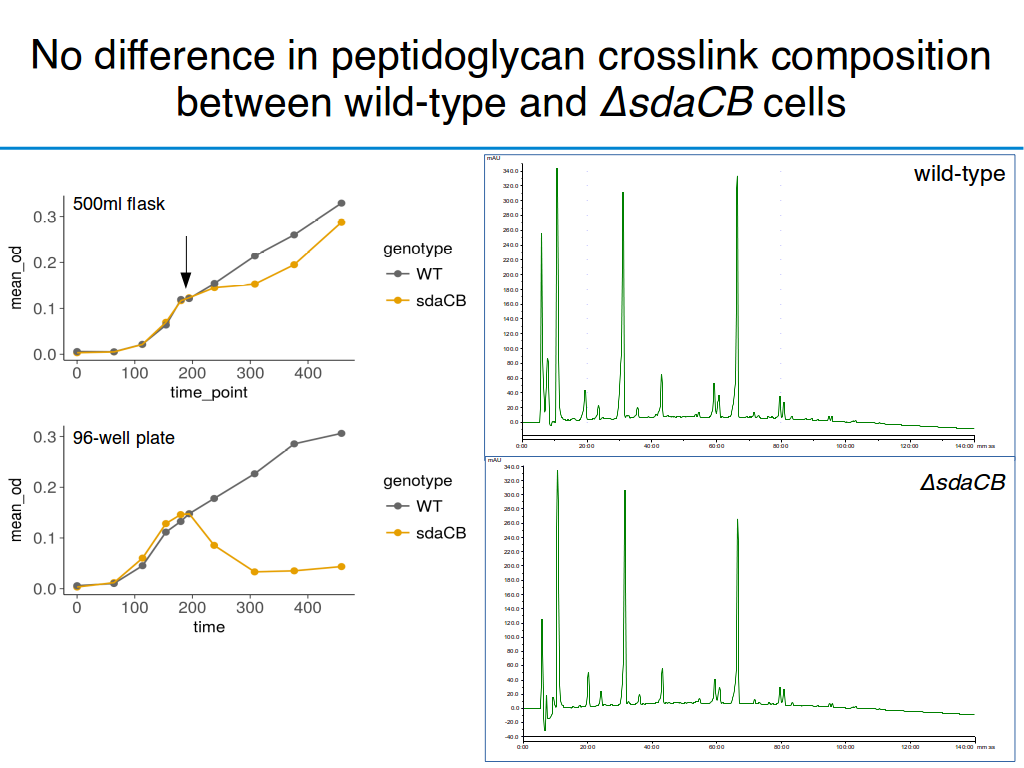 No difference in peptidoglycan crosslink composition
between wild-type and ΔsdaCB cells
500ml flask
mean_od
0.3
0.2
0.1
0.0
0 100 200 300 400
time_point
genotype
WT
sdaCB
96-well plate
mean_od
0.3
0.2
0.1
0.0
0 100 200 300 400
time
genotype
WT
sdaCB
mAU
wild-type
340.0
320.0
300.0
280.0
260.0
240.0
220.0
200.0
180.0
160.0
140.0
120.0
100.0
80.0
60.0
40.0
20.0
0.0
0:00 20:00 40:00 60:00 80:00 100:00 120:00 140:00 mm:ss
mAU
ΔsdaCB
340.0
320.0
300.0
280.0
260.0
240.0
220.0
200.0
180.0
160.0
140.0
120.0
100.0
80.0
60.0
40.0
20.0
0.0
-20.0
-40.0
0:00 20:00 40:00 60:00 80:00 100:00 120:00 140:00 mm:ss